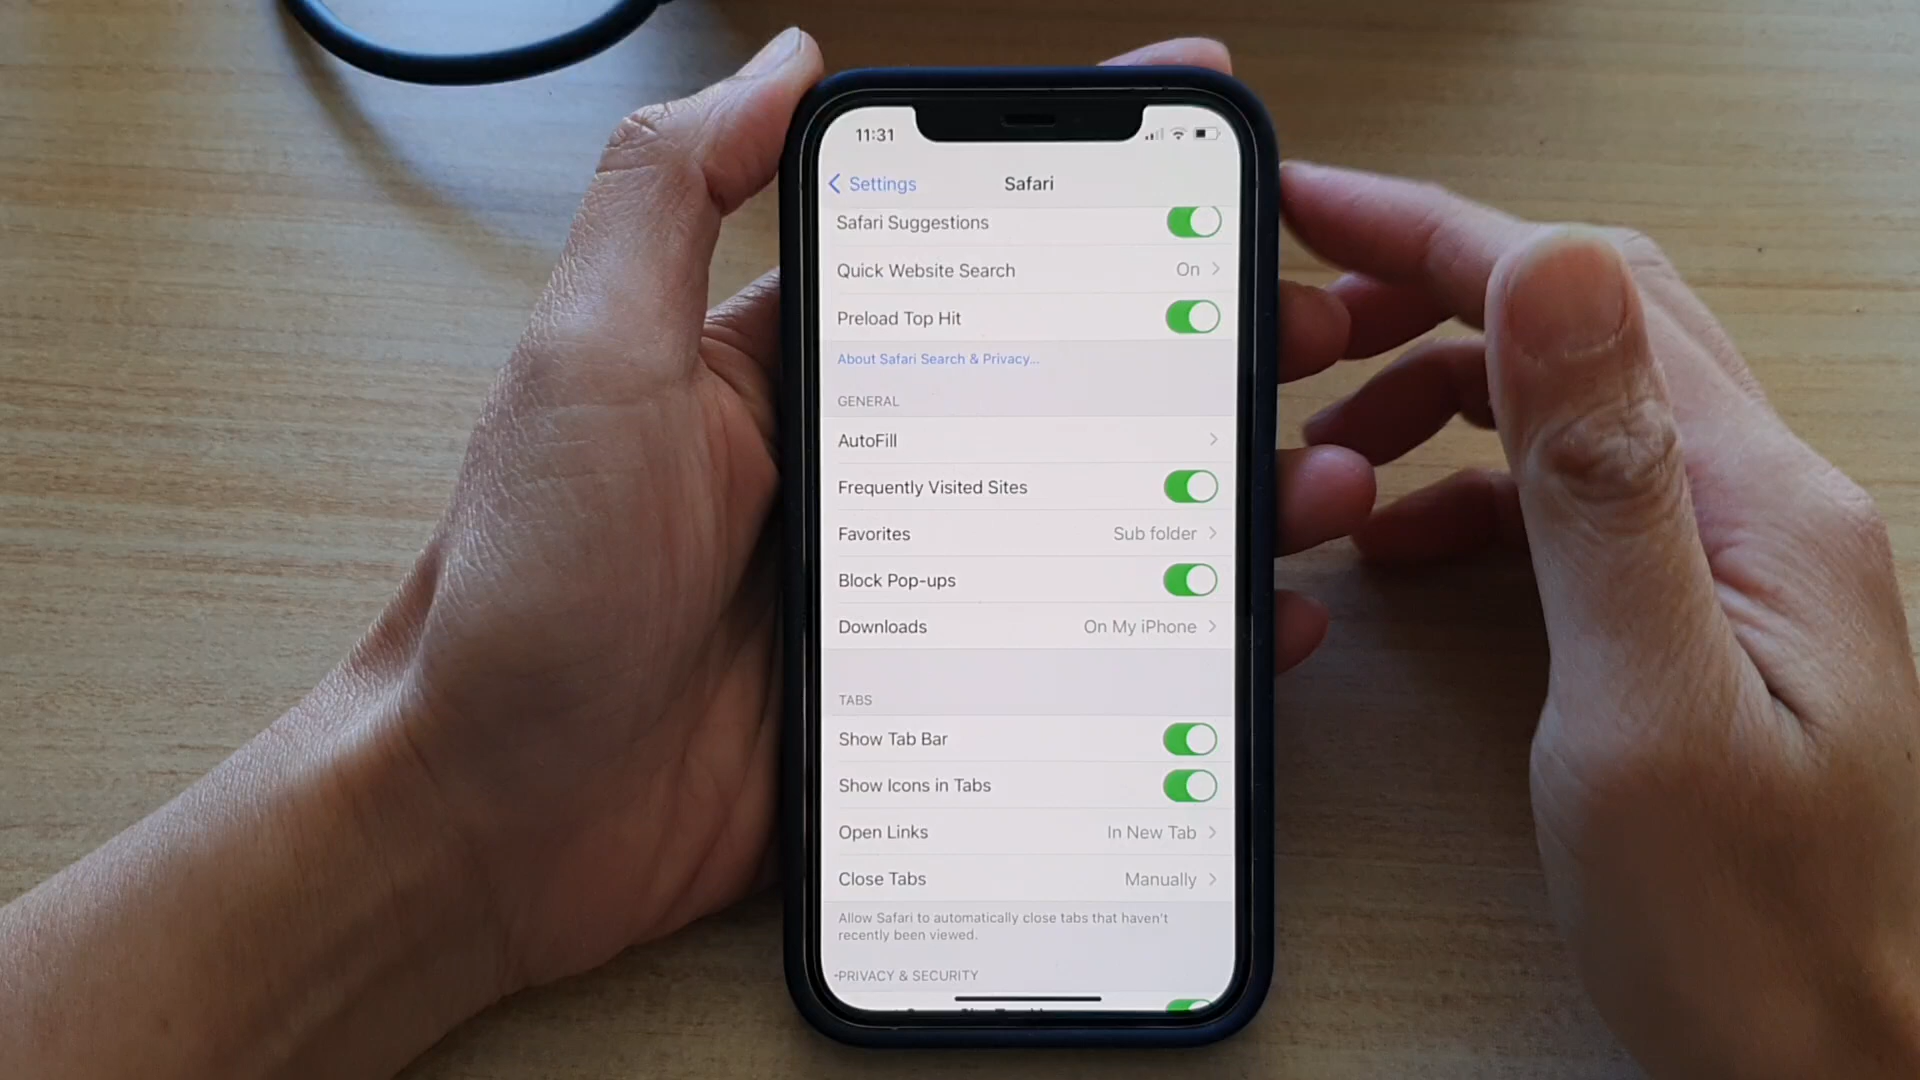 11:31
Settings
Safari
Safari Suggestions
Quick Website Search On
Preload Top Hit
About Safari Search & Privacy...
GENERAL
AutoFill
Frequently Visited Sites
Favorites Sub folder
Block Pop-ups
Downloads On My iPhone
TABS
Show Tab Bar
Show Icons in Tabs
Open Links In New Tab
Close Tabs Manually
Allow Safari to automatically close tabs that haven't
recently been viewed.
PRIVACY & SECURITY